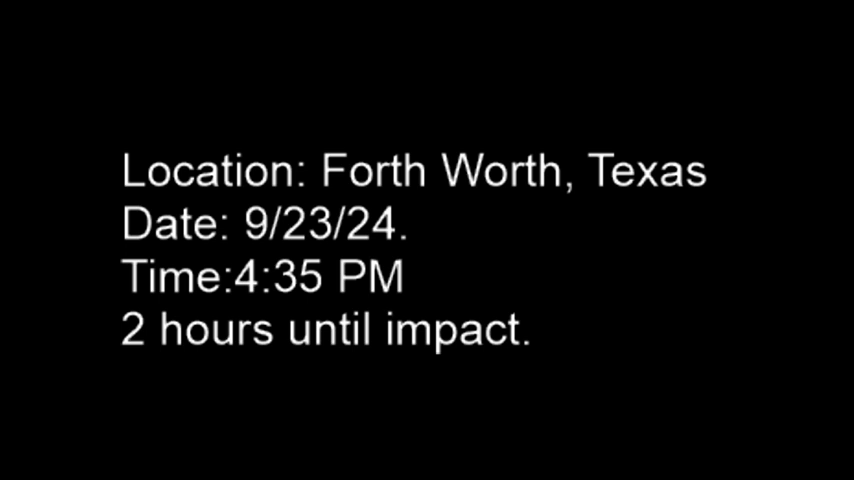 Location: Forth Worth, Texas
Date: 9/23/24.
Time:4:35 PM
2 hours until impact.